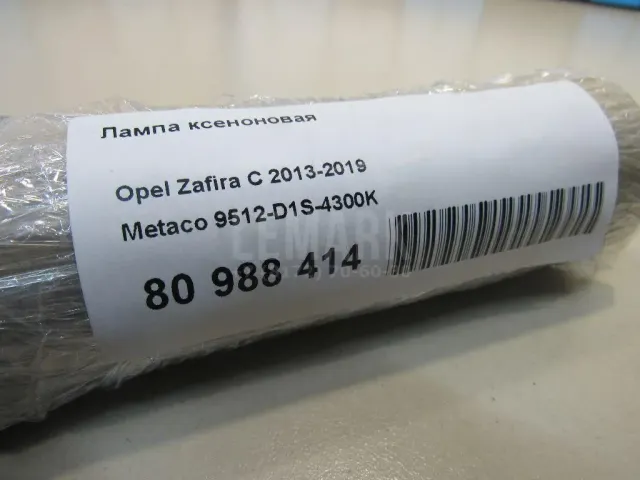 Лампа ксеноновая
Opel Zafira C 2013-2019
Metaco 9512-D1S-4300K
80 988 414